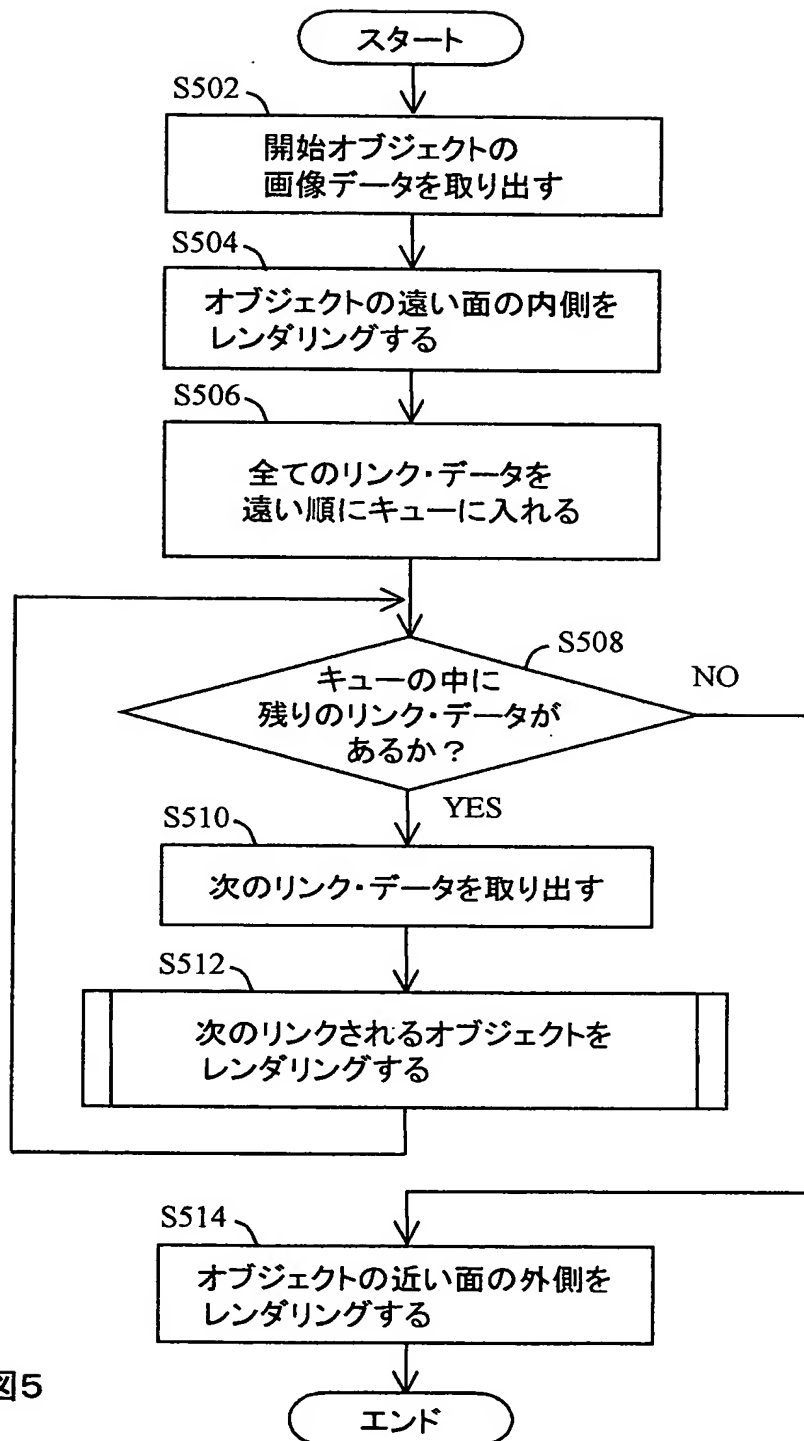 スタート
S502
開始オブジェクトの
画像データを取り出す
S504
オブジェクトの遠い面の内側を
レンダリングする
S506
全てのリンク・データを
遠い順にキューに入れる
S508
キューの中に
残りのリンク・データが
あるか?
NO
YES
S510
次のリンク・データを取り出す
S512
次のリンクされるオブジェクトを
レンダリングする
S514
オブジェクトの近い面の外側を
レンダリングする
図5
エンド